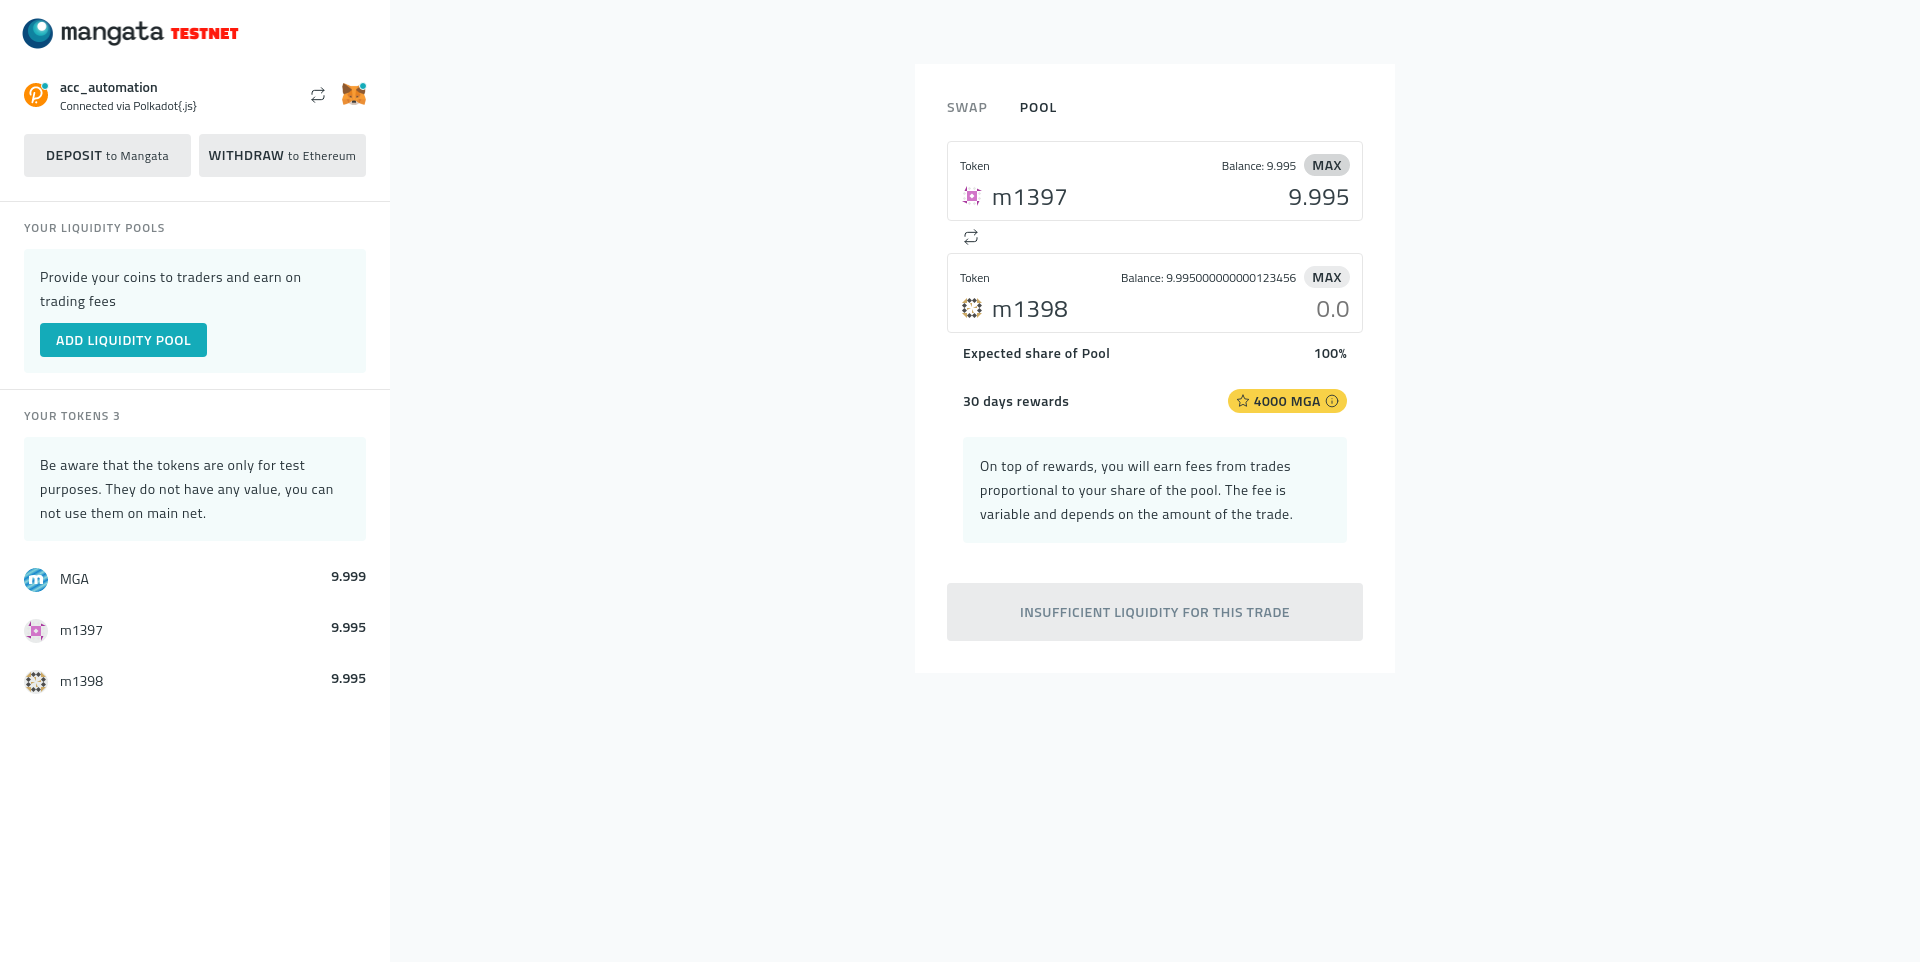 mangata TESTNET
acc_automation
Connected via Polkadot{.js}
DEPOSIT to Mangata
WITHDRAW to Ethereum
YOUR LIQUIDITY POOLS
Provide your coins to traders and earn on
trading fees
ADD LIQUIDITY POOL
YOUR TOKENS 3
Be aware that the tokens are only for test
purposes. They do not have any value, you can
not use them on main net.
MGA 9.999
m1397 9.995
m1398 9.995
SWAP POOL
Token Balance: 9.995 MAX
m1397 9.995
Token Balance: 9.995000000000123456 MAX
m1398 0.0
Expected share of Pool 100%
30 days rewards 4000 MGA
On top of rewards, you will earn fees from trades
proportional to your share of the pool. The fee is
variable and depends on the amount of the trade.
INSUFFICIENT LIQUIDITY FOR THIS TRADE